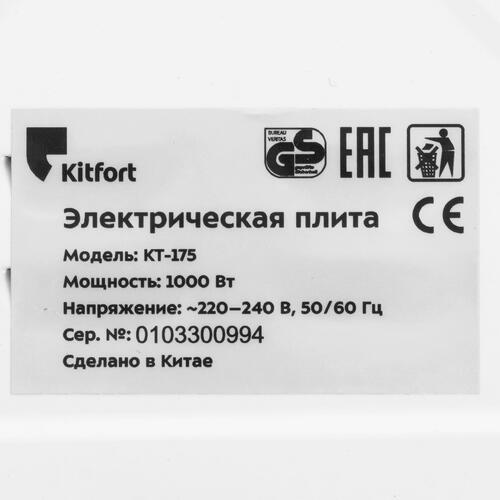 Kitfort
BUREAU
VERITAS
GS
EAC
Электрическая плита
CE
Модель: КТ-175
Мощность: 1000 Вт
Напряжение: ~220–240 В, 50/60 Гц
Сер. №: 0103300994
Сделано в Китае